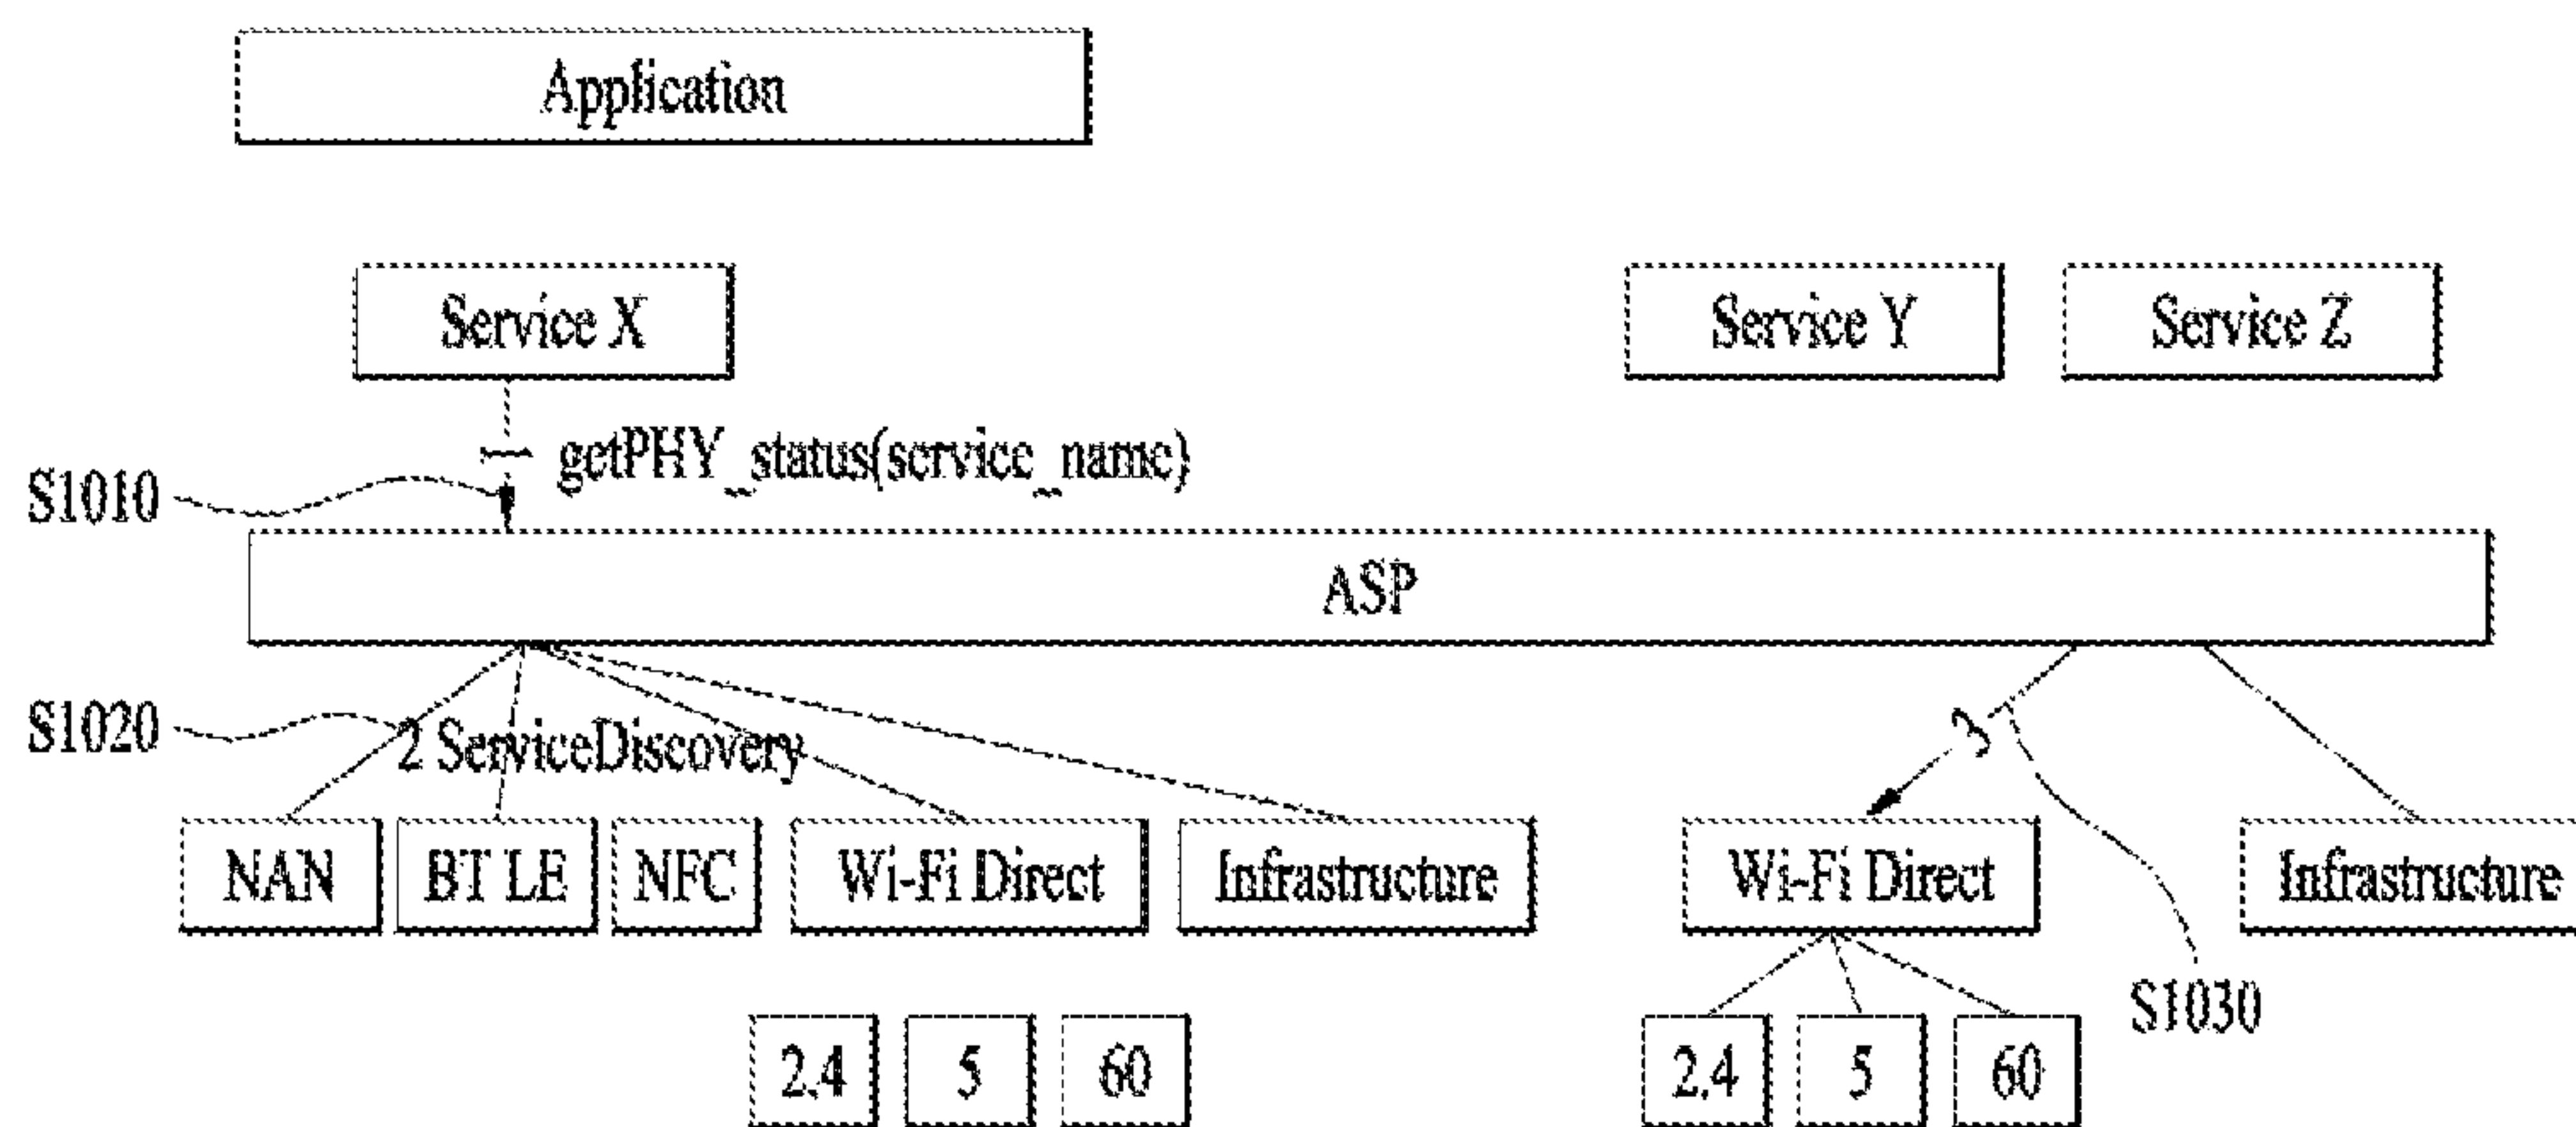 Application
Service X
Service Y
Service Z
getPHY_status(service_name)
S1010
ASP
S1020
2 ServiceDiscovery
3
NAN
BT LE
NFC
Wi-Fi Direct
Infrastructure
Wi-Fi Direct
Infrastructure
S1030
2.4
5
60
2.4
5
60